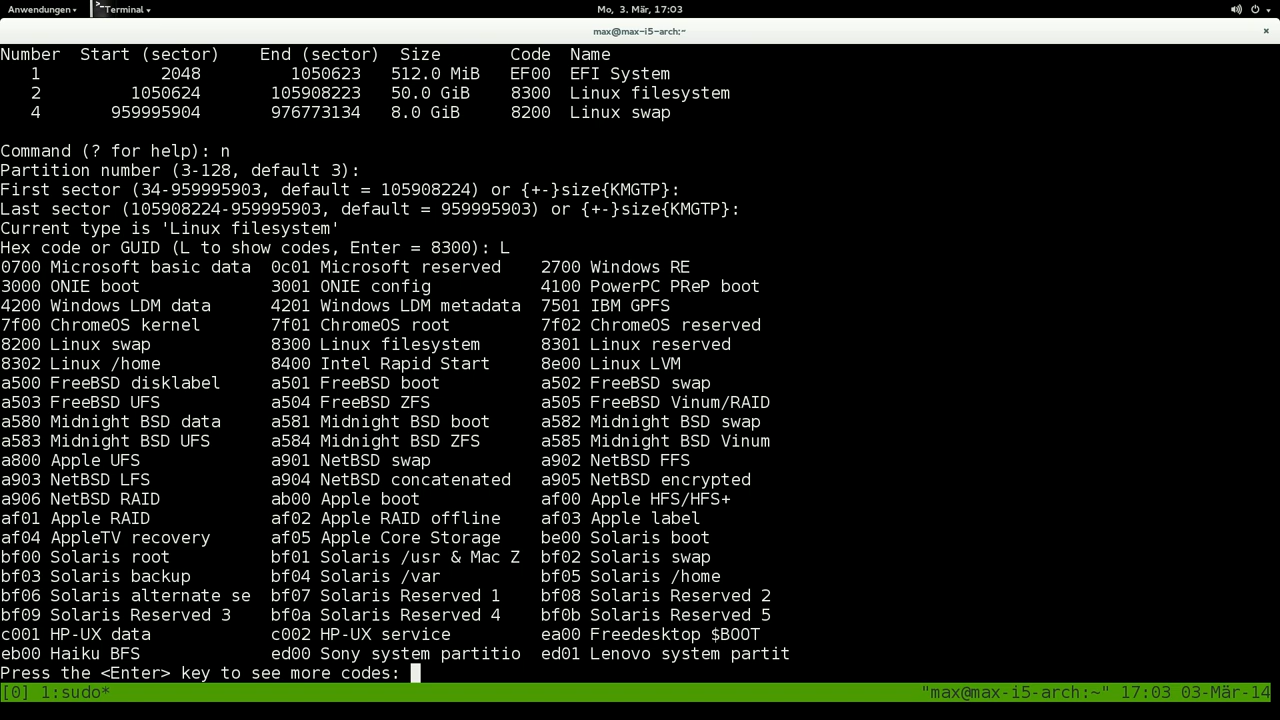 Anwendungen Terminal Mo, 3. Mär, 17:03
max@max-i5-arch:~
Number  Start (sector)    End (sector)  Size       Code  Name
   1            2048         1050623   512.0 MiB   EF00  EFI System
   2         1050624       105908223   50.0 GiB    8300  Linux filesystem
   4       959995904       976773134   8.0 GiB     8200  Linux swap
Command (? for help): n
Partition number (3-128, default 3):
First sector (34-959995903, default = 105908224) or {+-}size{KMGTP}:
Last sector (105908224-959995903, default = 959995903) or {+-}size{KMGTP}:
Current type is 'Linux filesystem'
Hex code or GUID (L to show codes, Enter = 8300): L
0700 Microsoft basic data  0c01 Microsoft reserved    2700 Windows RE
3000 ONIE boot             3001 ONIE config           4100 PowerPC PReP boot
4200 Windows LDM data      4201 Windows LDM metadata  7501 IBM GPFS
7f00 ChromeOS kernel       7f01 ChromeOS root         7f02 ChromeOS reserved
8200 Linux swap            8300 Linux filesystem      8301 Linux reserved
8302 Linux /home           8400 Intel Rapid Start     8e00 Linux LVM
a500 FreeBSD disklabel     a501 FreeBSD boot          a502 FreeBSD swap
a503 FreeBSD UFS           a504 FreeBSD ZFS           a505 FreeBSD Vinum/RAID
a580 Midnight BSD data     a581 Midnight BSD boot     a582 Midnight BSD swap
a583 Midnight BSD UFS      a584 Midnight BSD ZFS      a585 Midnight BSD Vinum
a800 Apple UFS             a901 NetBSD swap           a902 NetBSD FFS
a903 NetBSD LFS            a904 NetBSD concatenated   a905 NetBSD encrypted
a906 NetBSD RAID           ab00 Apple boot            af00 Apple HFS/HFS+
af01 Apple RAID            af02 Apple RAID offline    af03 Apple label
af04 AppleTV recovery      af05 Apple Core Storage    be00 Solaris boot
bf00 Solaris root          bf01 Solaris /usr & Mac Z  bf02 Solaris swap
bf03 Solaris backup        bf04 Solaris /var          bf05 Solaris /home
bf06 Solaris alternate se  bf07 Solaris Reserved 1    bf08 Solaris Reserved 2
bf09 Solaris Reserved 3    bf0a Solaris Reserved 4    bf0b Solaris Reserved 5
c001 HP-UX data            c002 HP-UX service         ea00 Freedesktop $BOOT
eb00 Haiku BFS             ed00 Sony system partitio  ed01 Lenovo system partit
Press the <Enter> key to see more codes:
[0] 1:sudo* "max@max-i5-arch:~" 17:03 03-Mär-14